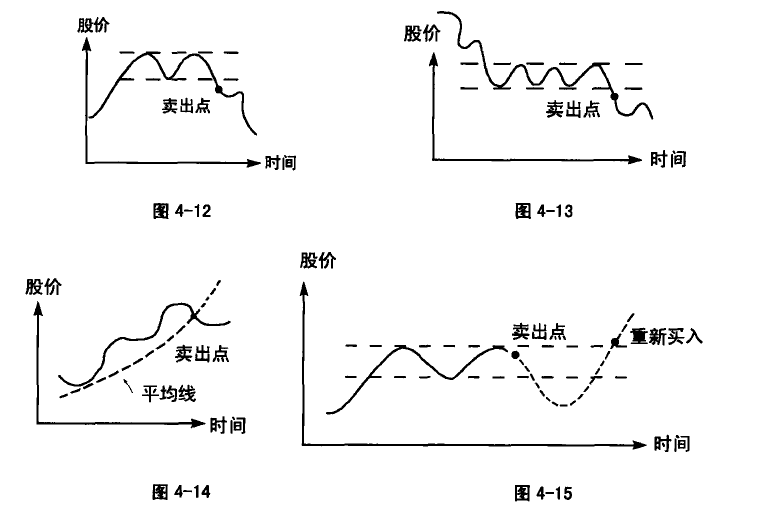 股价
卖出点
时间
图 4-12
股价
卖出点
时间
图 4-13
股价
卖出点
平均线
时间
图 4-14
股价
卖出点
重新买入
时间
图 4-15